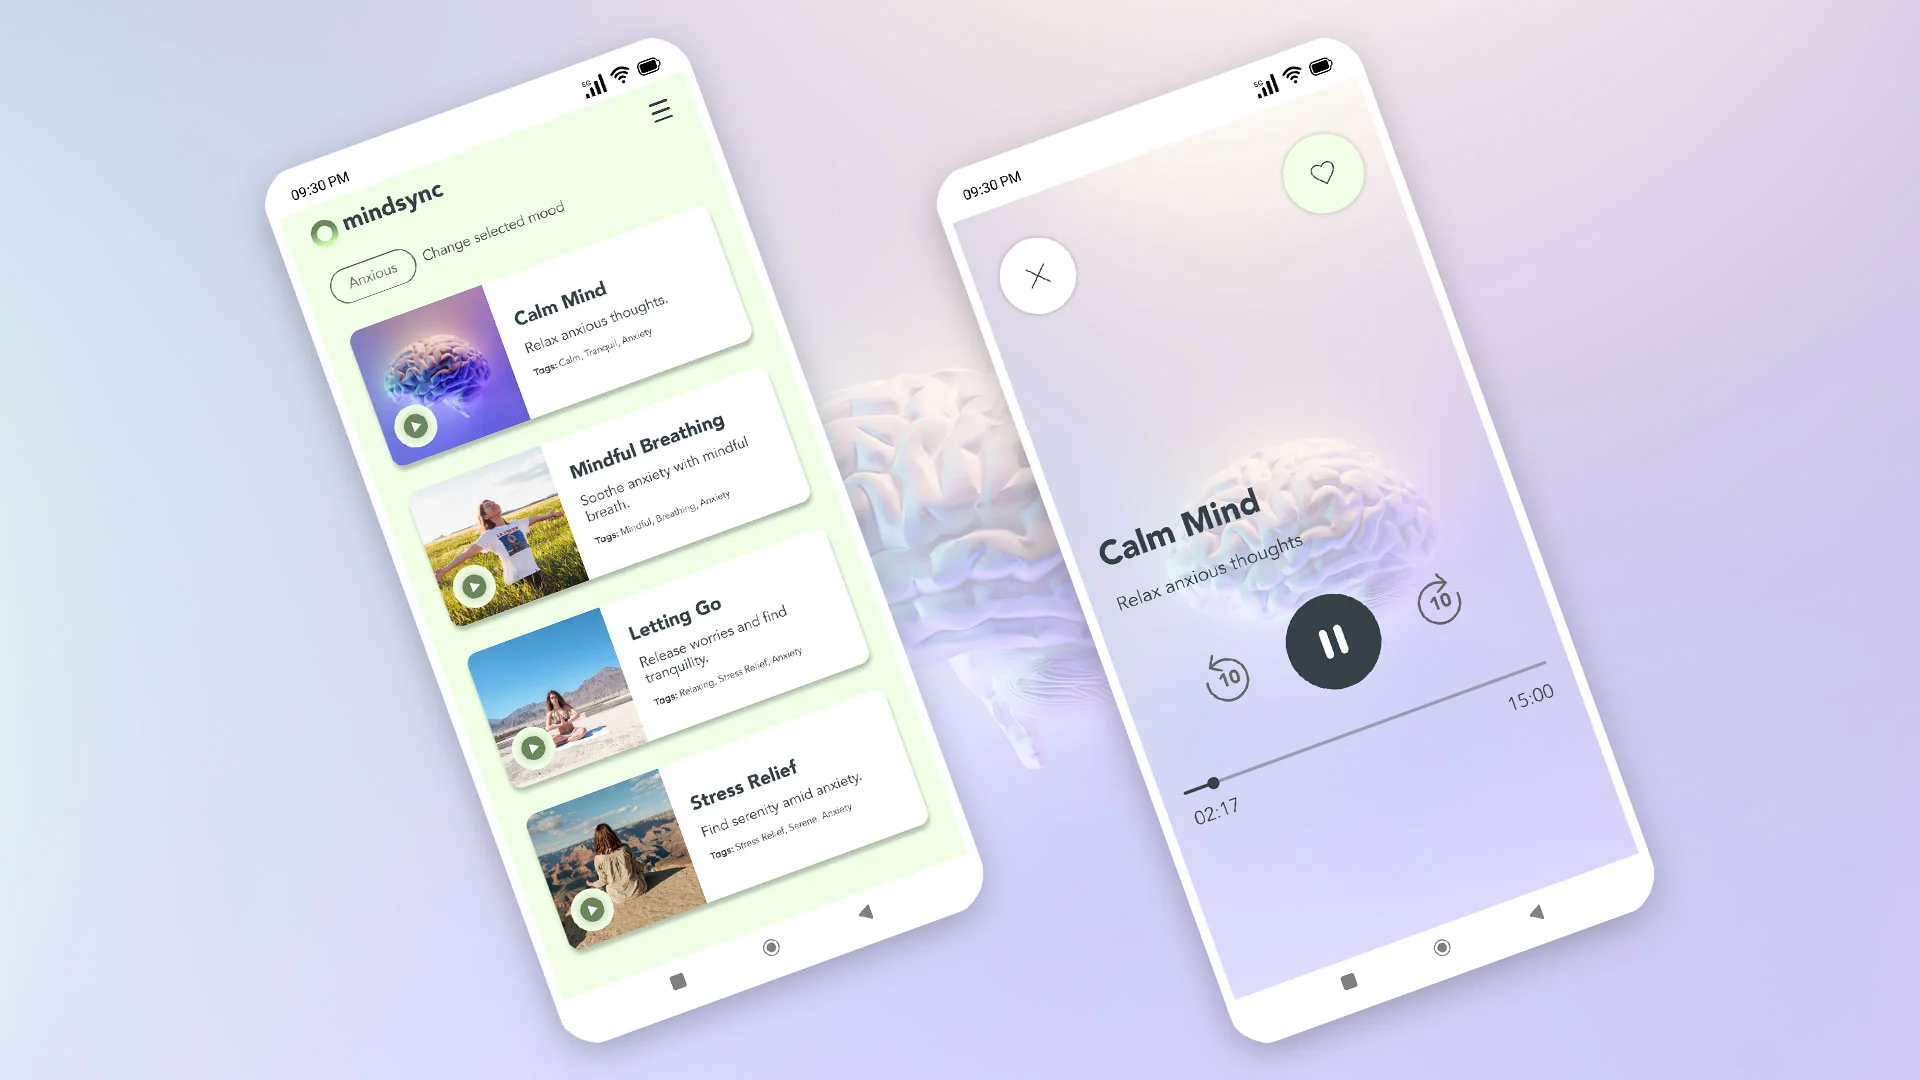 09:30 PM
5G
mindsync
Anxious
Change selected mood
Calm Mind
Relax anxious thoughts.
Tags: Calm, Tranquil, Anxiety
Mindful Breathing
Soothe anxiety with mindful
breath.
Tags: Mindful, Breathing, Anxiety
Letting Go
Release worries and find
tranquility.
Tags: Relaxing, Stress Relief, Anxiety
Stress Relief
Find serenity amid anxiety.
Tags: Stress Relief, Serene, Anxiety
09:30 PM
5G
Calm Mind
Relax anxious thoughts
10
10
02:17
15:00